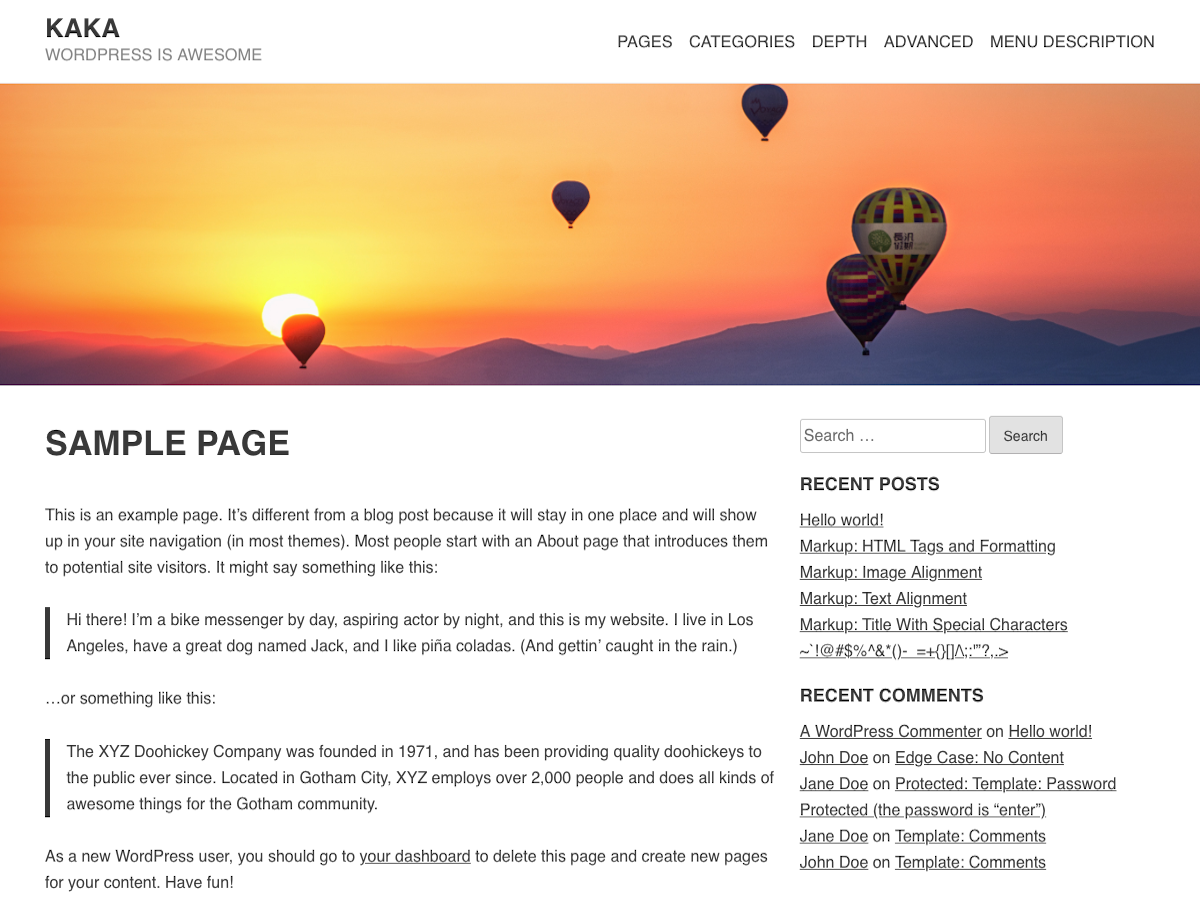 KAKA
WORDPRESS IS AWESOME
PAGES CATEGORIES DEPTH ADVANCED MENU DESCRIPTION
SAMPLE PAGE
This is an example page. It’s different from a blog post because it will stay in one place and will show
up in your site navigation (in most themes). Most people start with an About page that introduces them
to potential site visitors. It might say something like this:
Hi there! I’m a bike messenger by day, aspiring actor by night, and this is my website. I live in Los
Angeles, have a great dog named Jack, and I like piña coladas. (And gettin’ caught in the rain.)
…or something like this:
The XYZ Doohickey Company was founded in 1971, and has been providing quality doohickeys to
the public ever since. Located in Gotham City, XYZ employs over 2,000 people and does all kinds of
awesome things for the Gotham community.
As a new WordPress user, you should go to your dashboard to delete this page and create new pages
for your content. Have fun!
Search …
Search
RECENT POSTS
Hello world!
Markup: HTML Tags and Formatting
Markup: Image Alignment
Markup: Text Alignment
Markup: Title With Special Characters
~`!@#$%^&*()-_=+{}[]/\;:'”?,.>
RECENT COMMENTS
A WordPress Commenter on Hello world!
John Doe on Edge Case: No Content
Jane Doe on Protected: Template: Password
Protected (the password is “enter”)
Jane Doe on Template: Comments
John Doe on Template: Comments